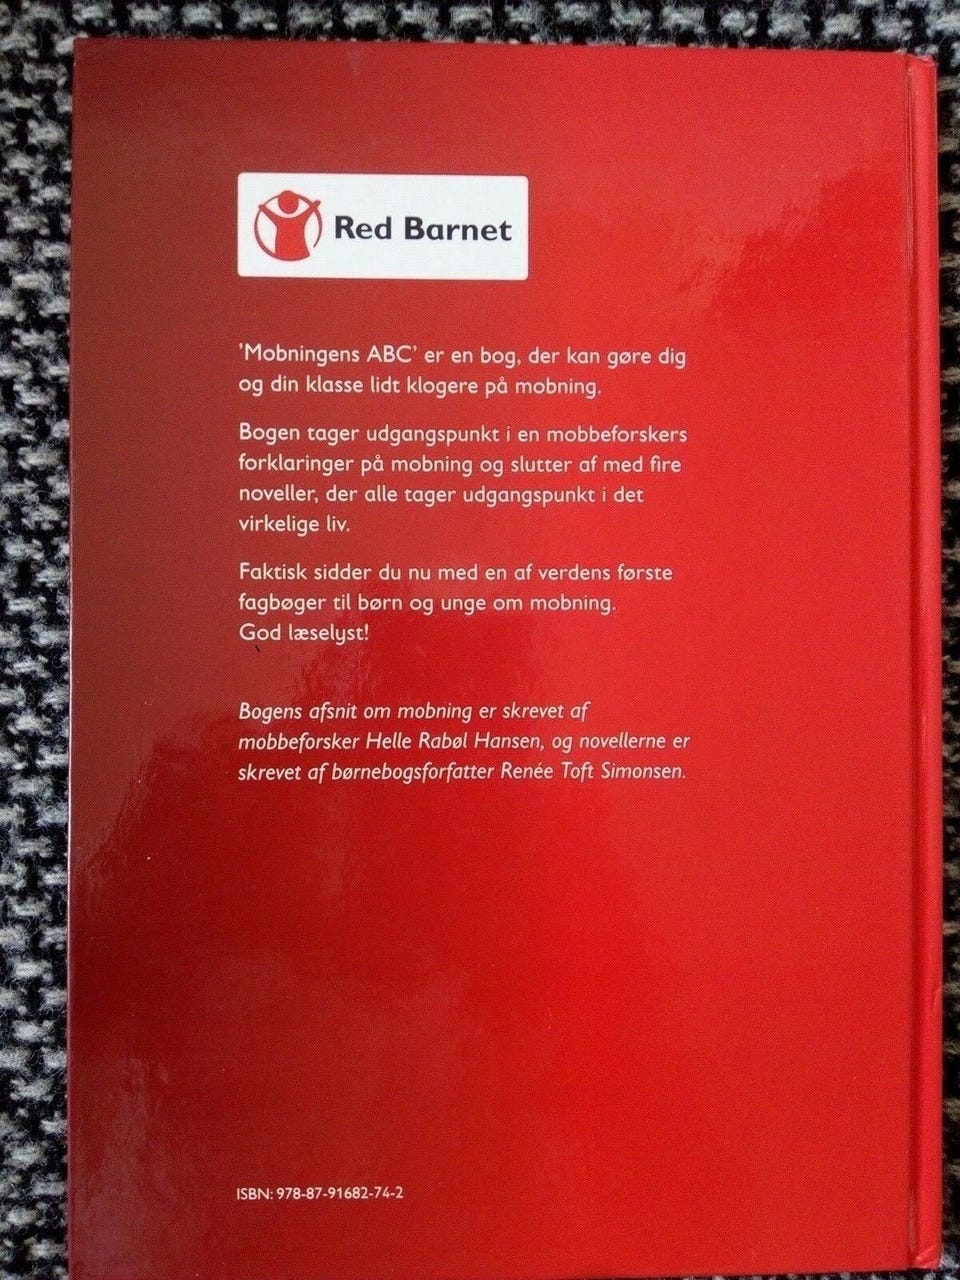 Red Barnet
'Mobningens ABC' er en bog, der kan gøre dig
og din klasse lidt klogere på mobning.
Bogen tager udgangspunkt i en mobbeforskers
forklaringer på mobning og slutter af med fire
noveller, der alle tager udgangspunkt i det
virkelige liv.
Faktisk sidder du nu med en af verdens første
fagbøger til børn og unge om mobning.
God læselyst!
Bogens afsnit om mobning er skrevet af
mobbeforsker Helle Rabøl Hansen, og novellerne er
skrevet af børnebogsforfatter Renée Toft Simonsen.
ISBN: 978-87-91682-74-2